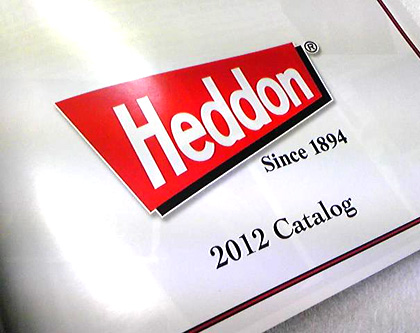 Heddon®
Since 1894
2012 Catalog